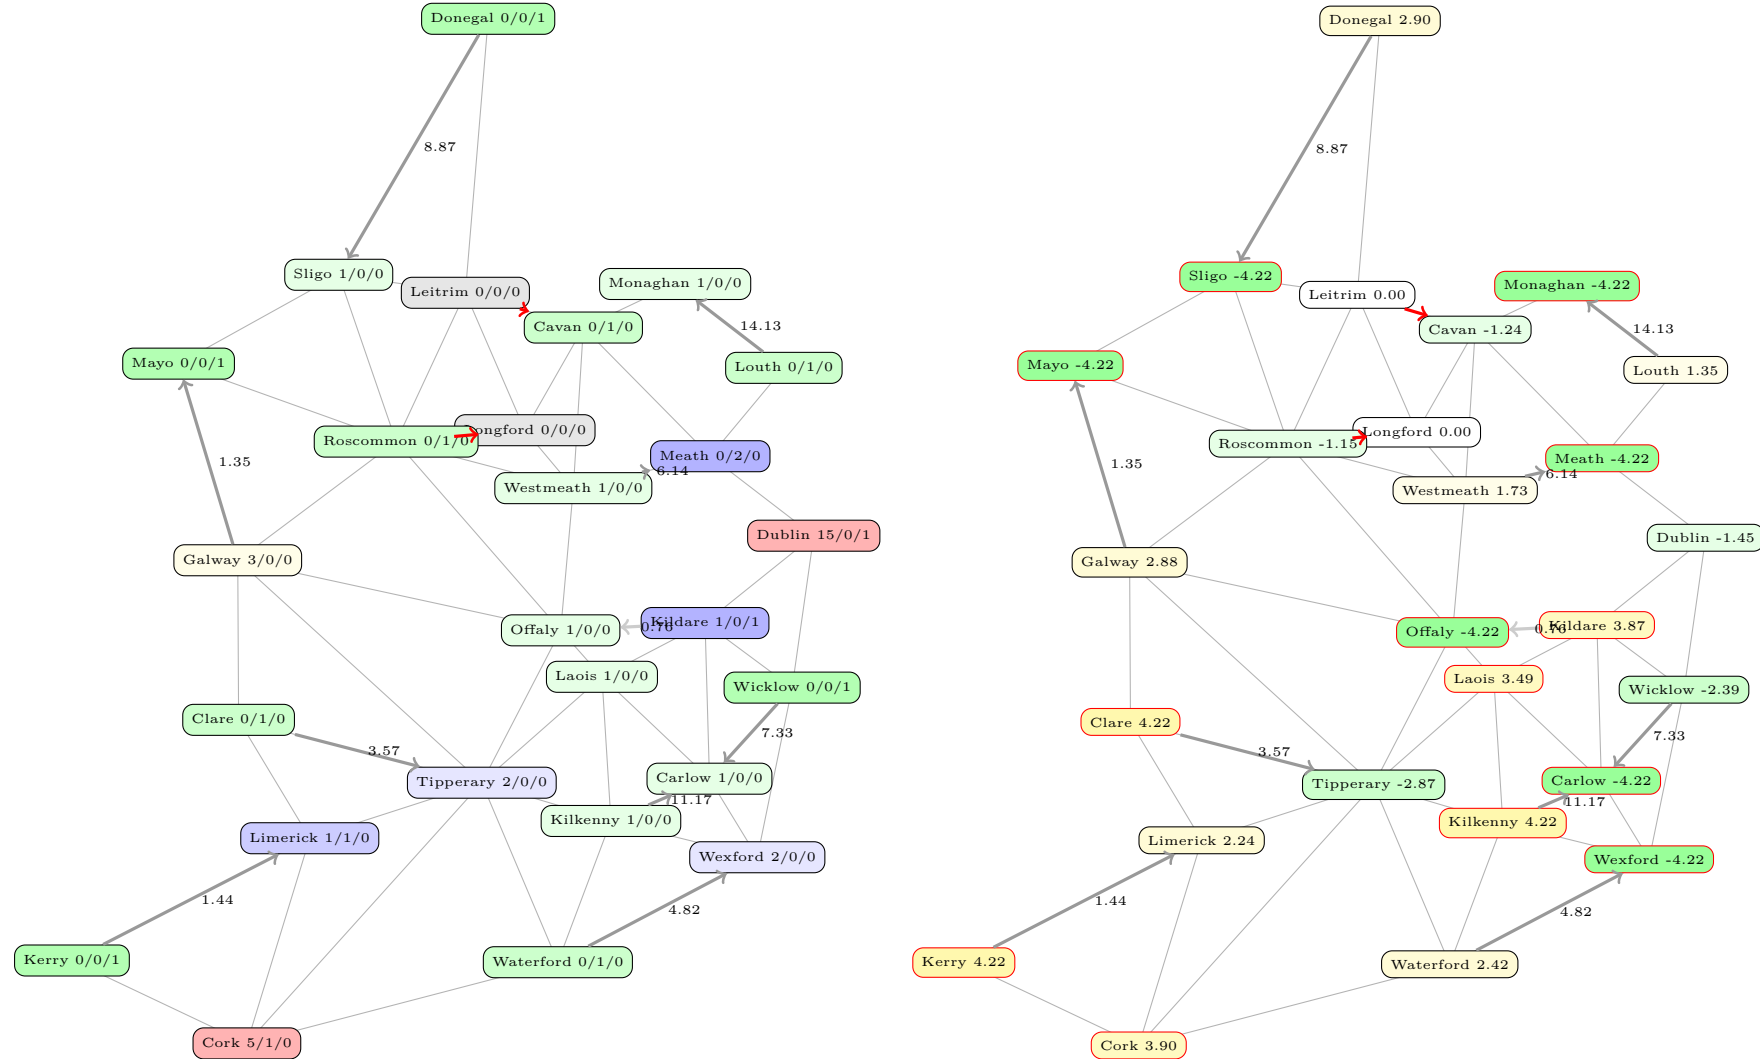 Donegal 0/0/1
8.87
Sligo 1/0/0
Leitrim 0/0/0
Monaghan 1/0/0
Cavan 0/1/0
14.13
Mayo 0/0/1
Louth 0/1/0
Longford 0/0/0
Roscommon 0/1/0
Meath 0/2/0
1.35
6.14
Westmeath 1/0/0
Dublin 15/0/1
Galway 3/0/0
Kildare 1/0/1
0.76
Offaly 1/0/0
Laois 1/0/0
Wicklow 0/0/1
Clare 0/1/0
7.33
3.57
Carlow 1/0/0
Tipperary 2/0/0
11.17
Kilkenny 1/0/0
Limerick 1/1/0
Wexford 2/0/0
1.44
4.82
Kerry 0/0/1
Waterford 0/1/0
Cork 5/1/0
Donegal 2.90
8.87
Sligo -4.22
Monaghan -4.22
Leitrim 0.00
Cavan -1.24
14.13
Mayo -4.22
Louth 1.35
Longford 0.00
Roscommon -1.15
Meath -4.22
1.35
6.14
Westmeath 1.73
Dublin -1.45
Galway 2.88
Kildare 3.87
0.76
Offaly -4.22
Laois 3.49
Wicklow -2.39
Clare 4.22
7.33
3.57
Carlow -4.22
Tipperary -2.87
11.17
Kilkenny 4.22
Limerick 2.24
Wexford -4.22
1.44
4.82
Kerry 4.22
Waterford 2.42
Cork 3.90